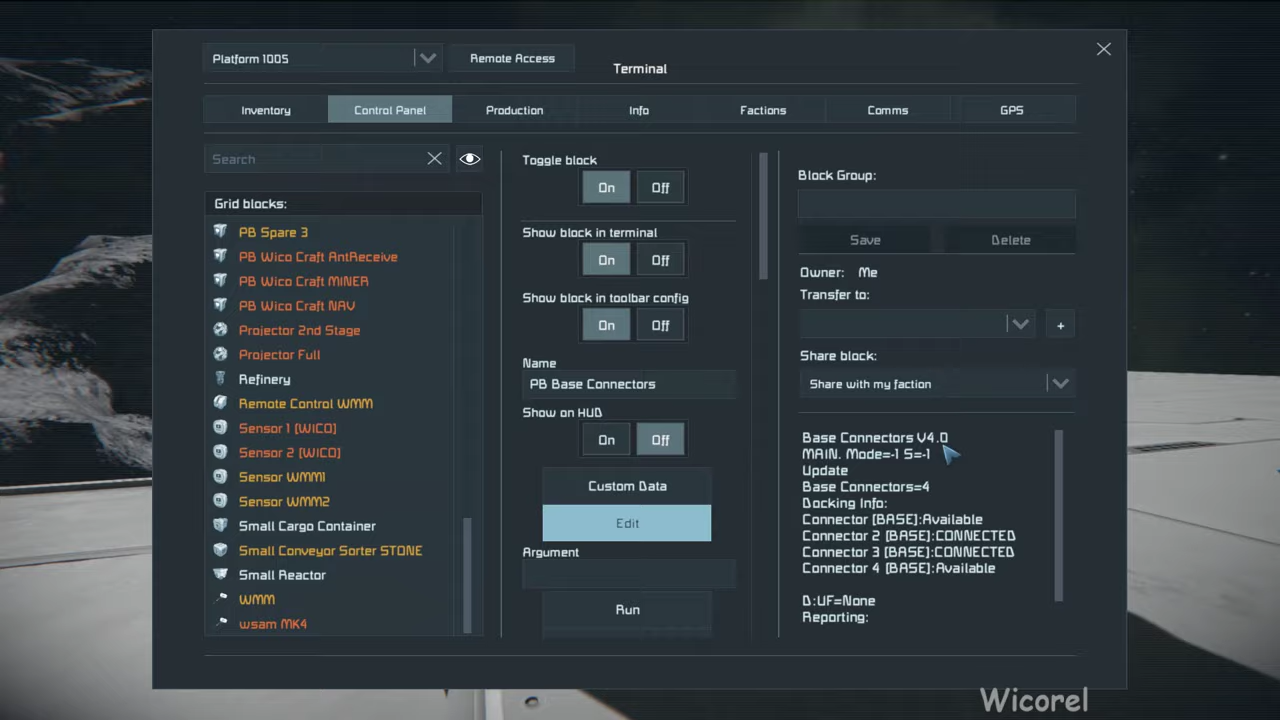 Platform 1005
Remote Access
Terminal
Inventory
Control Panel
Production
Info
Factions
Comms
GPS
Search
Grid blocks:
PB Spare 3
PB Wico Craft AntReceive
PB Wico Craft MINER
PB Wico Craft NAV
Projector 2nd Stage
Projector Full
Refinery
Remote Control WMM
Sensor 1 [WICO]
Sensor 2 [WICO]
Sensor WMM1
Sensor WMM2
Small Cargo Container
Small Conveyor Sorter STONE
Small Reactor
WMM
wsam MK4
Toggle block
On Off
Show block in terminal
On Off
Show block in toolbar config
On Off
Name
PB Base Connectors
Show on HUD
On Off
Custom Data
Edit
Argument
Run
Block Group:
Save Delete
Owner: Me
Transfer to:
+
Share block:
Share with my faction
Base Connectors V4.0
MAIN. Mode=-1 S=-1
Update
Base Connectors=4
Docking Info:
Connector [BASE]:Available
Connector 2 [BASE]:CONNECTED
Connector 3 [BASE]:CONNECTED
Connector 4 [BASE]:Available
D:UF=None
Reporting:
Wicorel